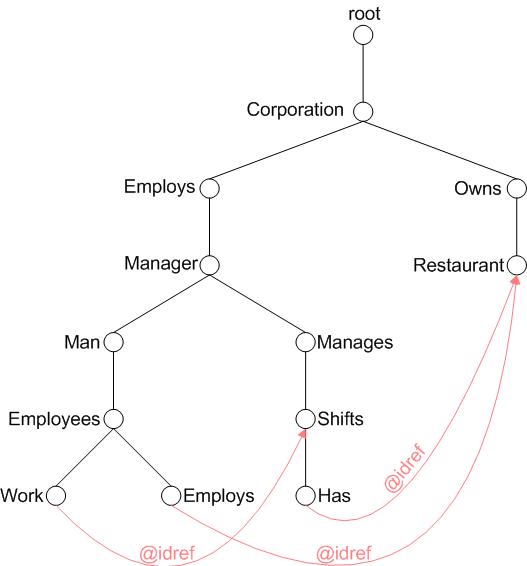 root
Corporation
Employs
Owns
Manager
Restaurant
Man
Manages
Employees
Shifts
Work
Employs
Has
@idref
@idref
@idref